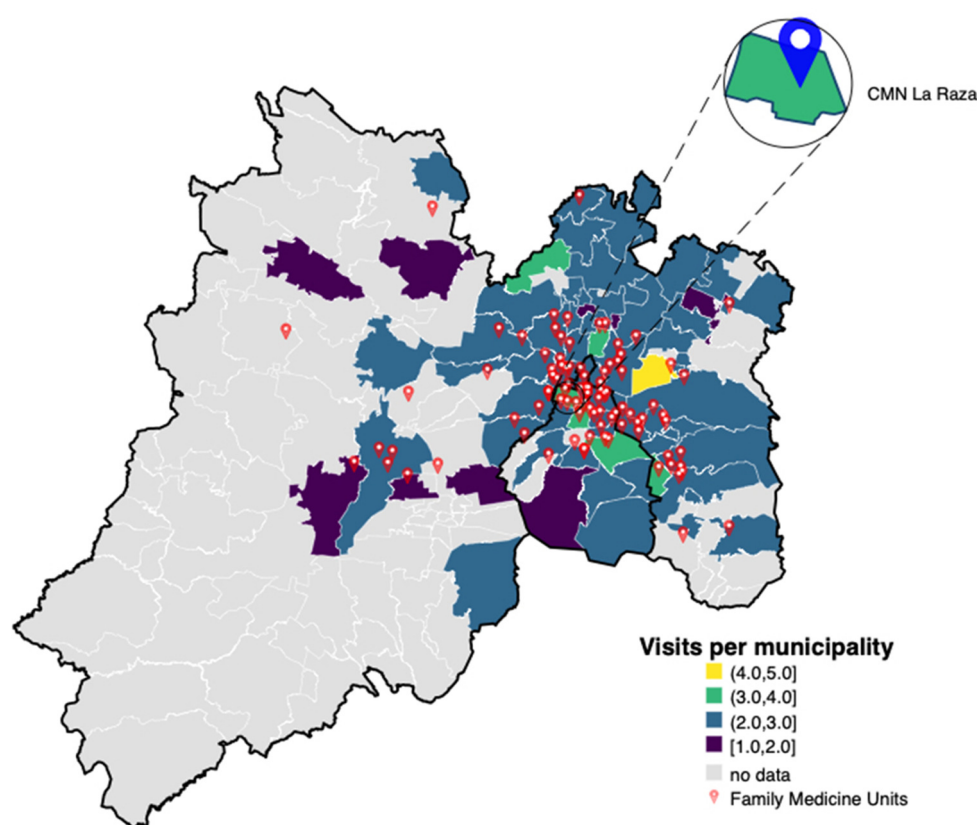 CMN La Raza
Visits per municipality
(4.0,5.0]
(3.0,4.0]
(2.0,3.0]
[1.0,2.0]
no data
Family Medicine Units